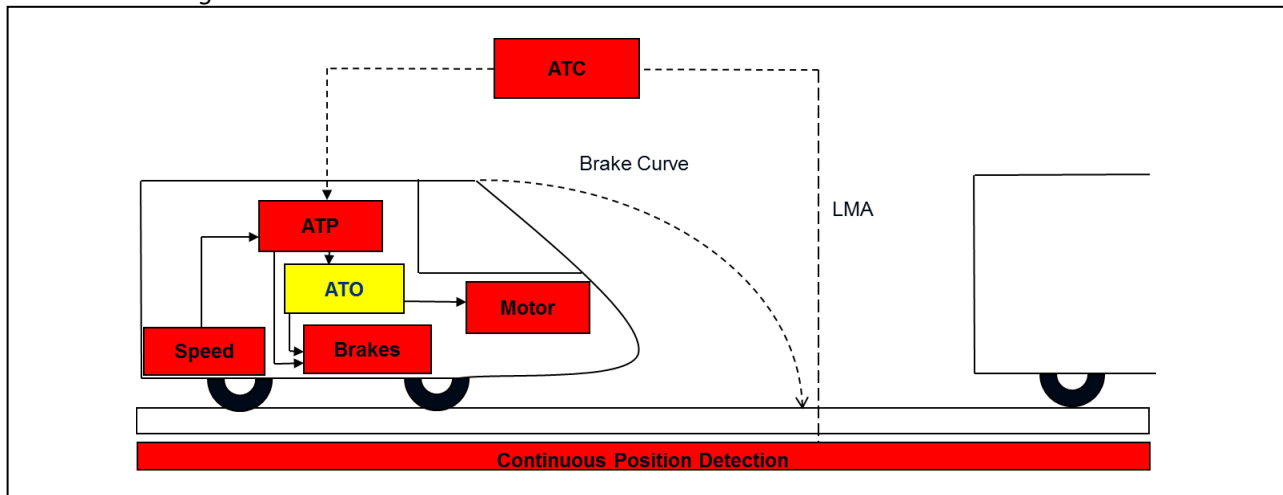 ATC
Brake Curve
LMA
ATP
ATO
Motor
Speed
Brakes
Continuous Position Detection